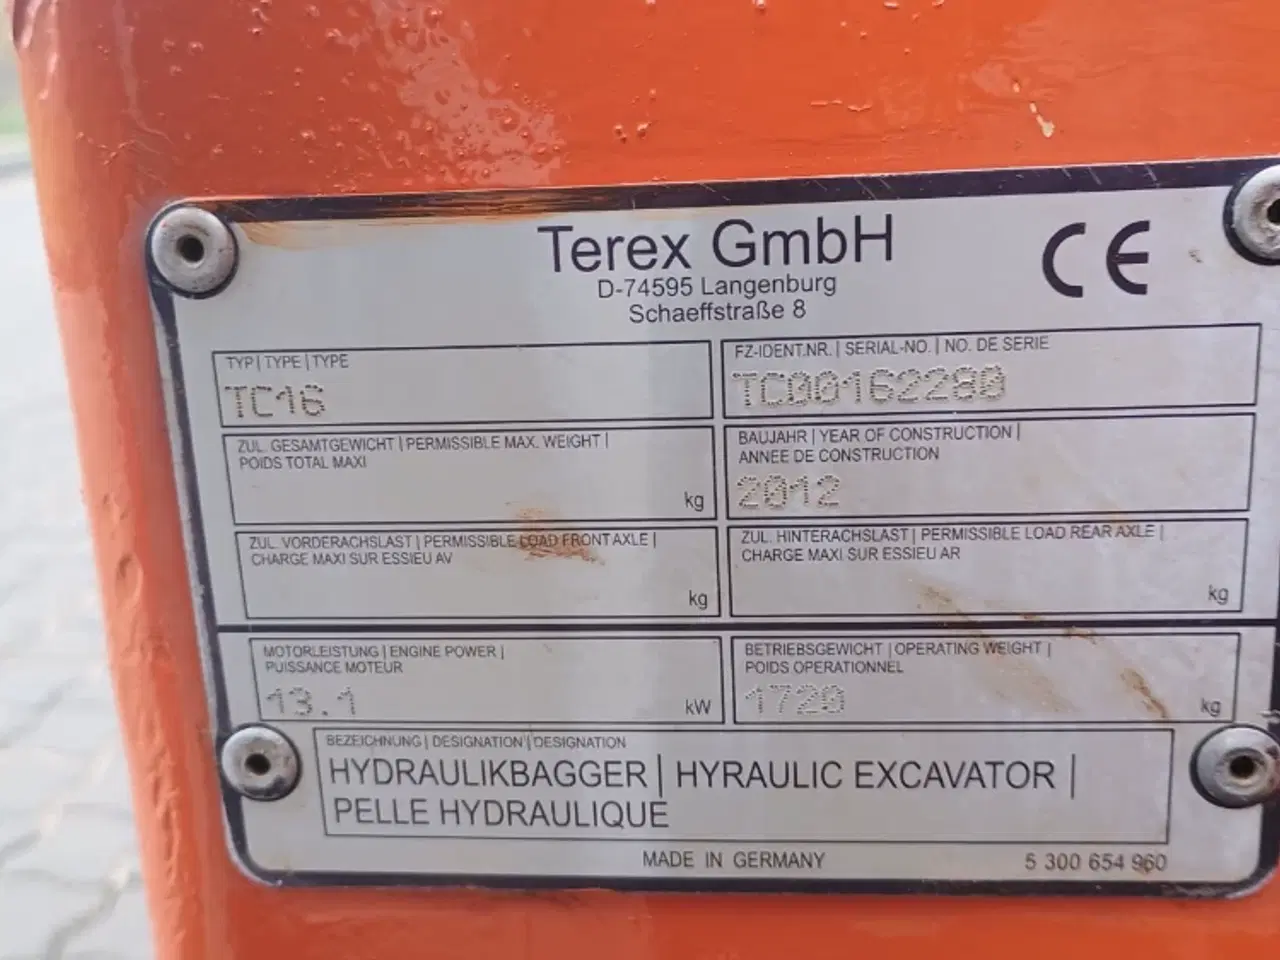 Terex GmbH
D-74595 Langenburg
Schaeffstraße 8
CE
TYP | TYPE | TYPE
TC16
FZ-IDENT.NR. | SERIAL-NO. | NO. DE SERIE
TC00162280
ZUL. GESAMTGEWICHT | PERMISSIBLE MAX. WEIGHT |
POIDS TOTAL MAXI
kg
BAUJAHR | YEAR OF CONSTRUCTION |
ANNEE DE CONSTRUCTION
2012
ZUL. VORDERACHSLAST | PERMISSIBLE LOAD FRONT AXLE |
CHARGE MAXI SUR ESSIEU AV
kg
ZUL. HINTERACHSLAST | PERMISSIBLE LOAD REAR AXLE |
CHARGE MAXI SUR ESSIEU AR
kg
MOTORLEISTUNG | ENGINE POWER |
PUISSANCE MOTEUR
13.1 kW
BETRIEBSGEWICHT | OPERATING WEIGHT |
POIDS OPERATIONNEL
1720 kg
BEZEICHNUNG | DESIGNATION | DESIGNATION
HYDRAULIKBAGGER | HYRAULIC EXCAVATOR |
PELLE HYDRAULIQUE
MADE IN GERMANY
5 300 654 960